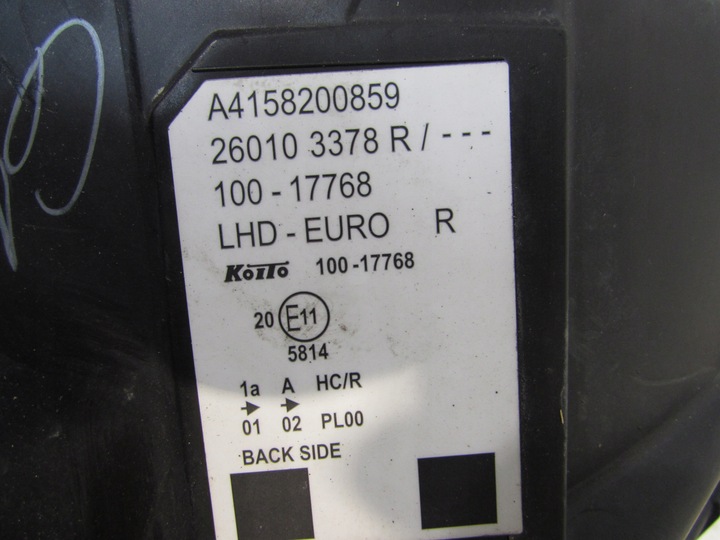 A4158200859
26010 3378 R / - - -
100 - 17768
LHD - EURO R
KOITO 100 -17768
20 E11
5814
1a A HC/R
01 02 PL00
BACK SIDE